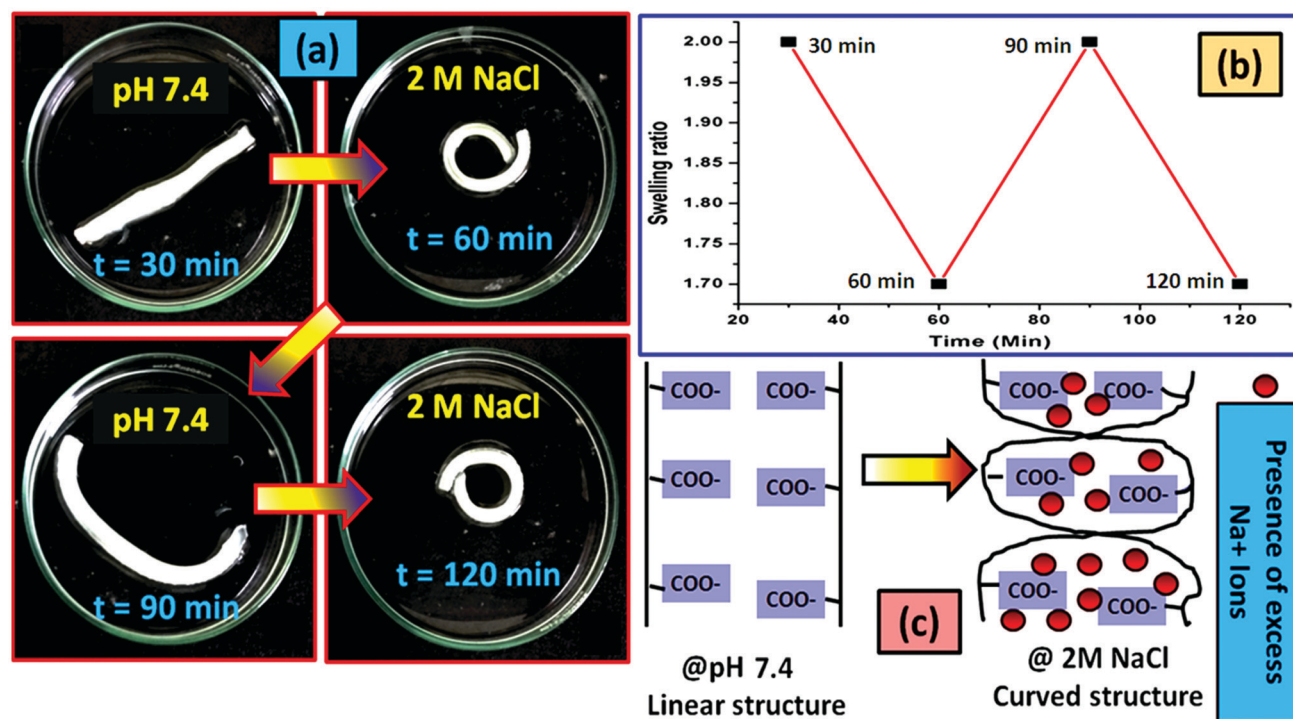 (a)
pH 7.4
t = 30 min
2 M NaCl
t = 60 min
pH 7.4
t = 90 min
2 M NaCl
t = 120 min
(b)
Swelling ratio
2.00
1.95
1.90
1.85
1.80
1.75
1.70
30 min
90 min
60 min
120 min
20
40
60
80
100
120
Time (Min)
COO-
COO-
COO-
COO-
COO-
COO-
@pH 7.4
Linear structure
(c)
COO-
COO-
COO-
COO-
COO-
COO-
@ 2M NaCl
Curved structure
Presence of excess
Na+ Ions